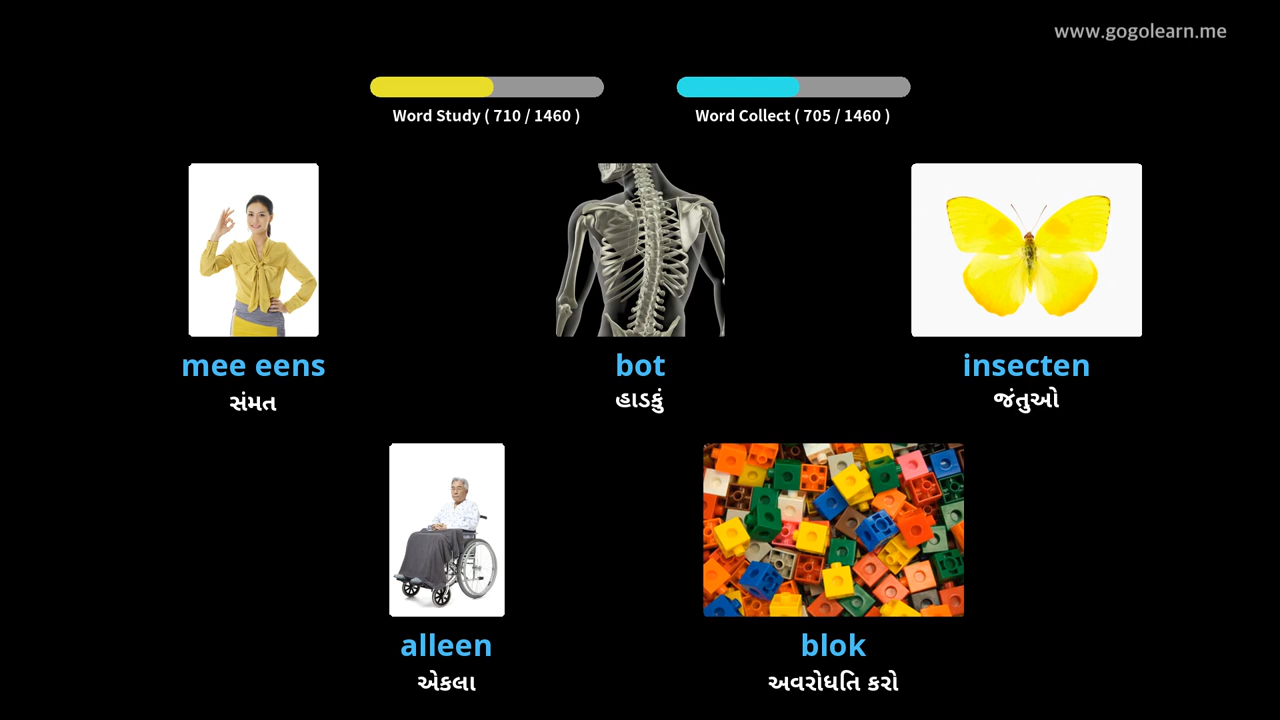 www.gogolearn.me
Word Study ( 710 / 1460 )
Word Collect ( 705 / 1460 )
mee eens
સંમત
bot
હાડકું
insecten
જંતુઓ
alleen
એકલા
blok
અવરોધતિ કરો